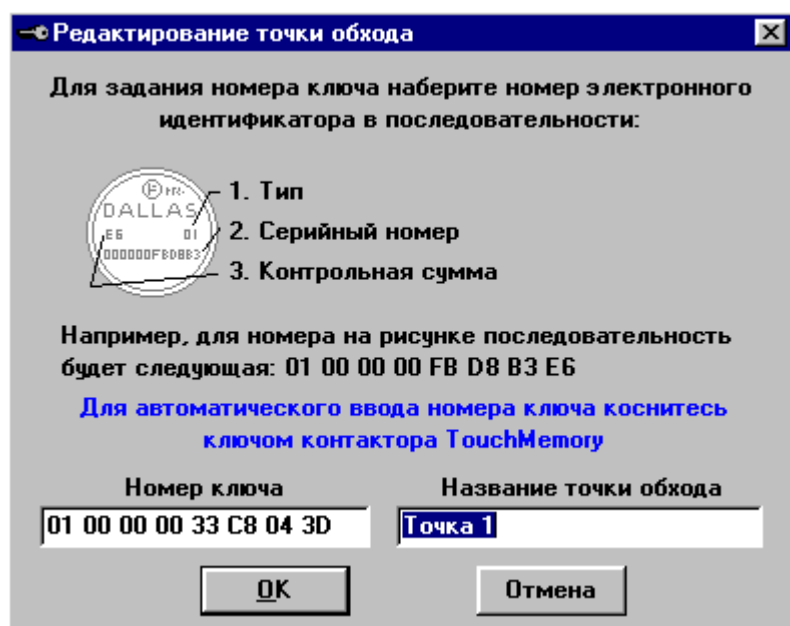 Редактирование точки обхода
Для задания номера ключа наберите номер электронного
идентификатора в последовательности:
DALLAS
E6 01
000000FBD8B3
1. Тип
2. Серийный номер
3. Контрольная сумма
Например, для номера на рисунке последовательность
будет следующая: 01 00 00 00 FB D8 B3 E6
Для автоматического ввода номера ключа коснитесь
ключом контактора TouchMemory
Номер ключа Название точки обхода
01 00 00 00 33 C8 04 3D Точка 1
OK Отмена